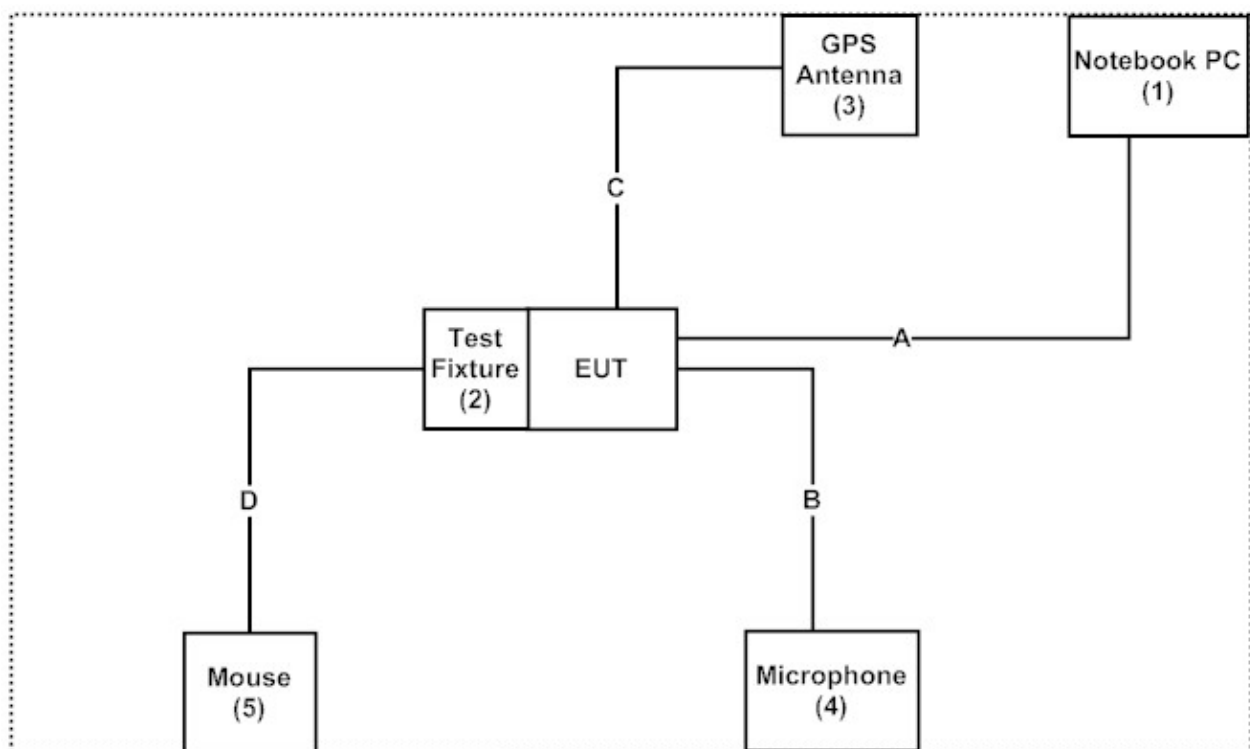 GPS
Antenna
(3)
Notebook PC
(1)
C
Test
Fixture
(2)
EUT
A
D
B
Mouse
(5)
Microphone
(4)